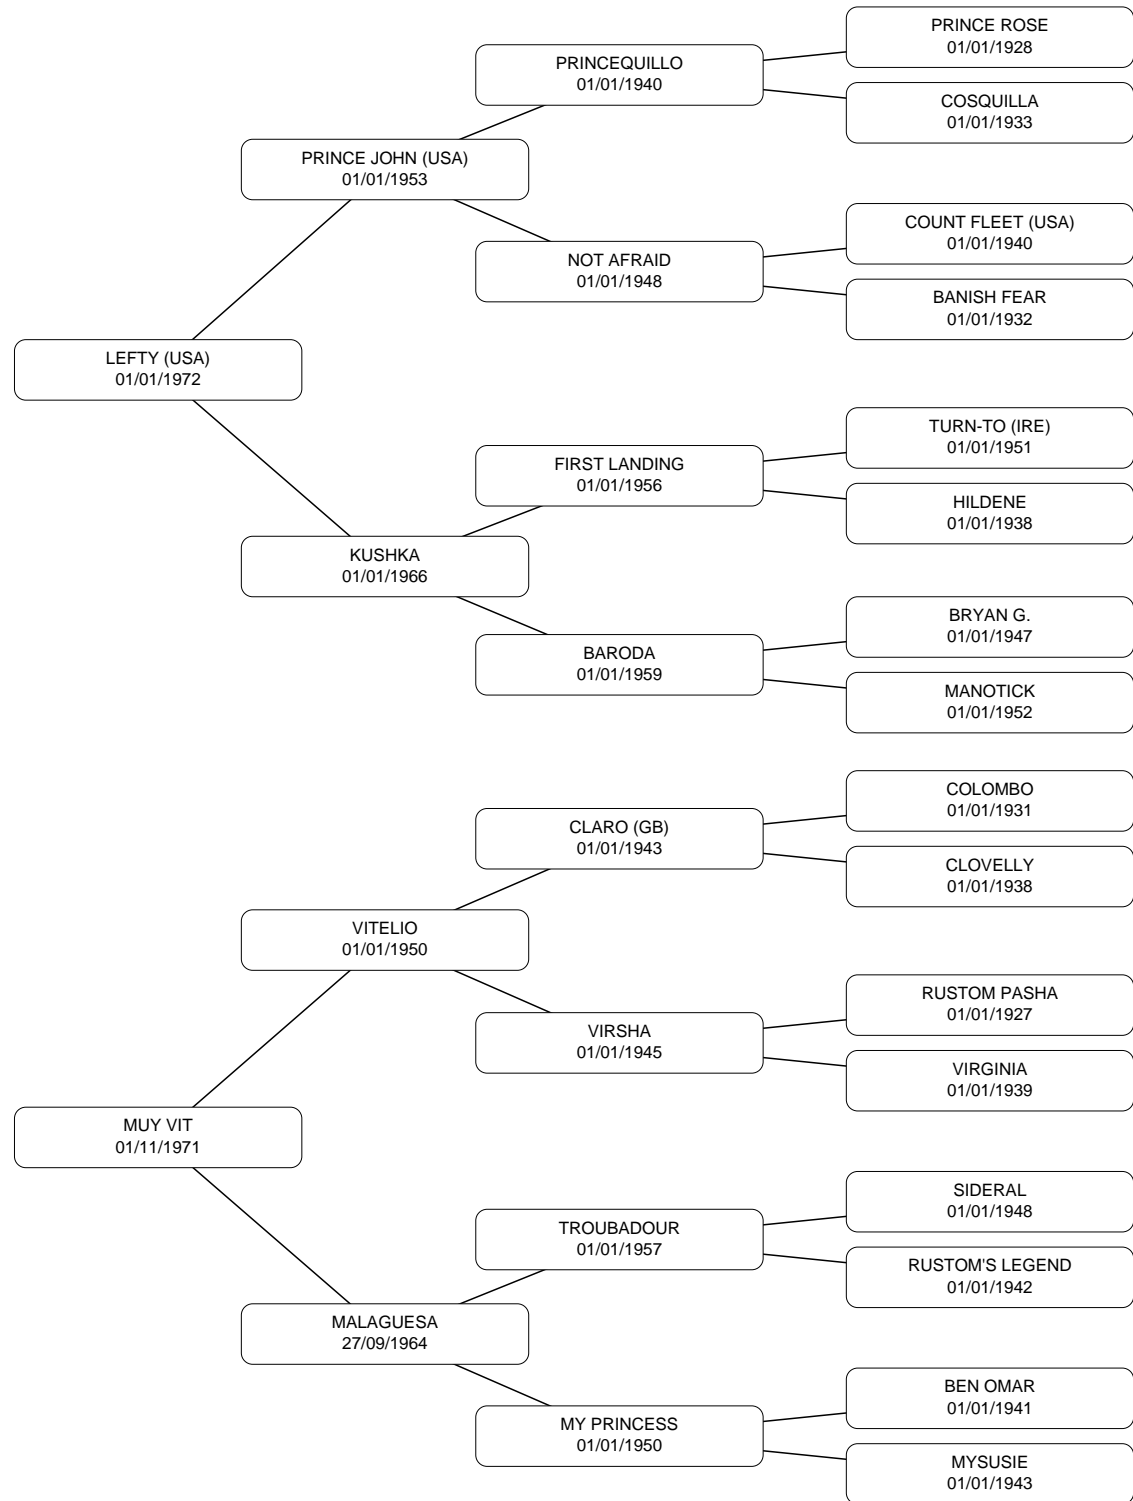 PRINCE ROSE
01/01/1928
PRINCEQUILLO
01/01/1940
COSQUILLA
01/01/1933
PRINCE JOHN (USA)
01/01/1953
COUNT FLEET (USA)
01/01/1940
NOT AFRAID
01/01/1948
BANISH FEAR
01/01/1932
LEFTY (USA)
01/01/1972
TURN-TO (IRE)
01/01/1951
FIRST LANDING
01/01/1956
HILDENE
01/01/1938
KUSHKA
01/01/1966
BRYAN G.
01/01/1947
BARODA
01/01/1959
MANOTICK
01/01/1952
COLOMBO
01/01/1931
CLARO (GB)
01/01/1943
CLOVELLY
01/01/1938
VITELIO
01/01/1950
RUSTOM PASHA
01/01/1927
VIRSHA
01/01/1945
VIRGINIA
01/01/1939
MUY VIT
01/11/1971
SIDERAL
01/01/1948
TROUBADOUR
01/01/1957
RUSTOM'S LEGEND
01/01/1942
MALAGUESA
27/09/1964
BEN OMAR
01/01/1941
MY PRINCESS
01/01/1950
MYSUSIE
01/01/1943